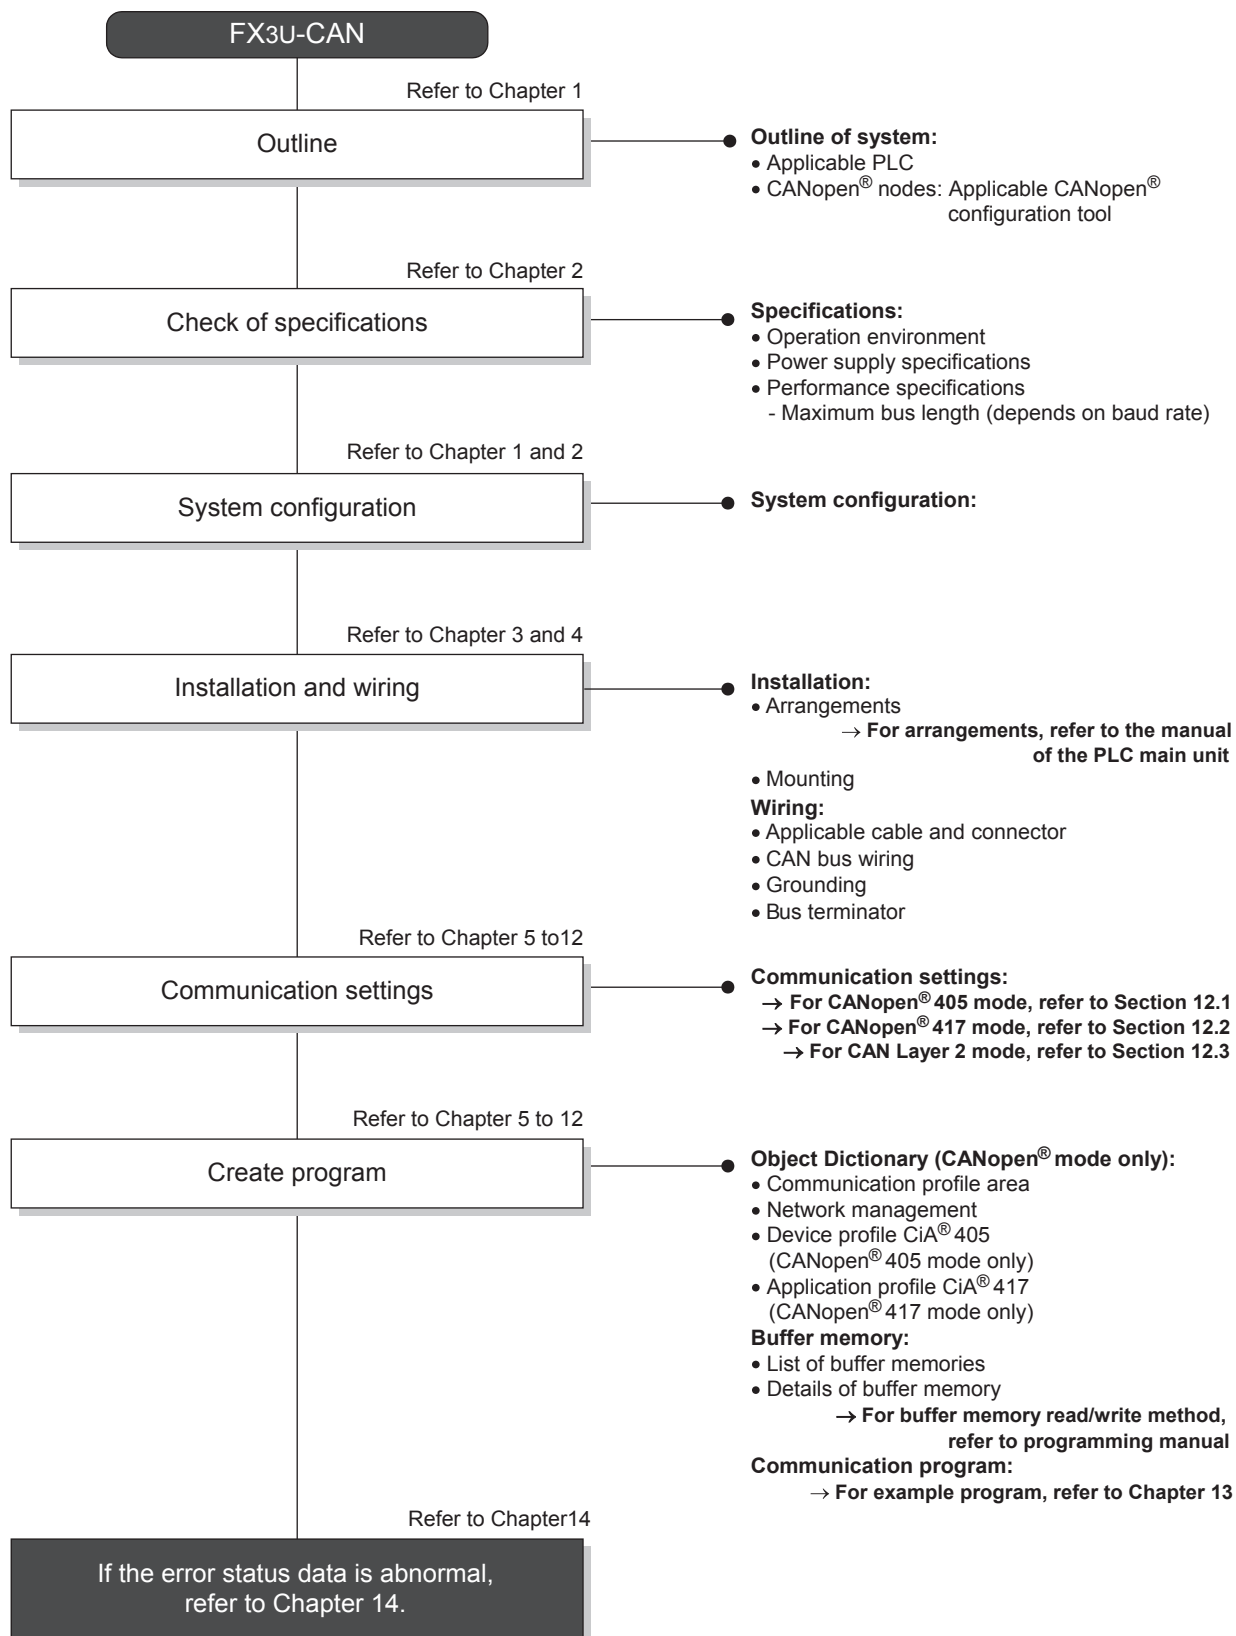 FX3U-CAN
Refer to Chapter 1
Outline
Outline of system:
• Applicable PLC
• CANopen® nodes: Applicable CANopen®
configuration tool
Refer to Chapter 2
Check of specifications
Specifications:
• Operation environment
• Power supply specifications
• Performance specifications
- Maximum bus length (depends on baud rate)
Refer to Chapter 1 and 2
System configuration
System configuration:
Refer to Chapter 3 and 4
Installation and wiring
Installation:
• Arrangements
→ For arrangements, refer to the manual
of the PLC main unit
• Mounting
Wiring:
• Applicable cable and connector
• CAN bus wiring
• Grounding
• Bus terminator
Refer to Chapter 5 to12
Communication settings
Communication settings:
→ For CANopen® 405 mode, refer to Section 12.1
→ For CANopen® 417 mode, refer to Section 12.2
→ For CAN Layer 2 mode, refer to Section 12.3
Refer to Chapter 5 to 12
Create program
Object Dictionary (CANopen® mode only):
• Communication profile area
• Network management
• Device profile CiA® 405
(CANopen® 405 mode only)
• Application profile CiA® 417
(CANopen® 417 mode only)
Buffer memory:
• List of buffer memories
• Details of buffer memory
→ For buffer memory read/write method,
refer to programming manual
Communication program:
→ For example program, refer to Chapter 13
Refer to Chapter14
If the error status data is abnormal,
refer to Chapter 14.